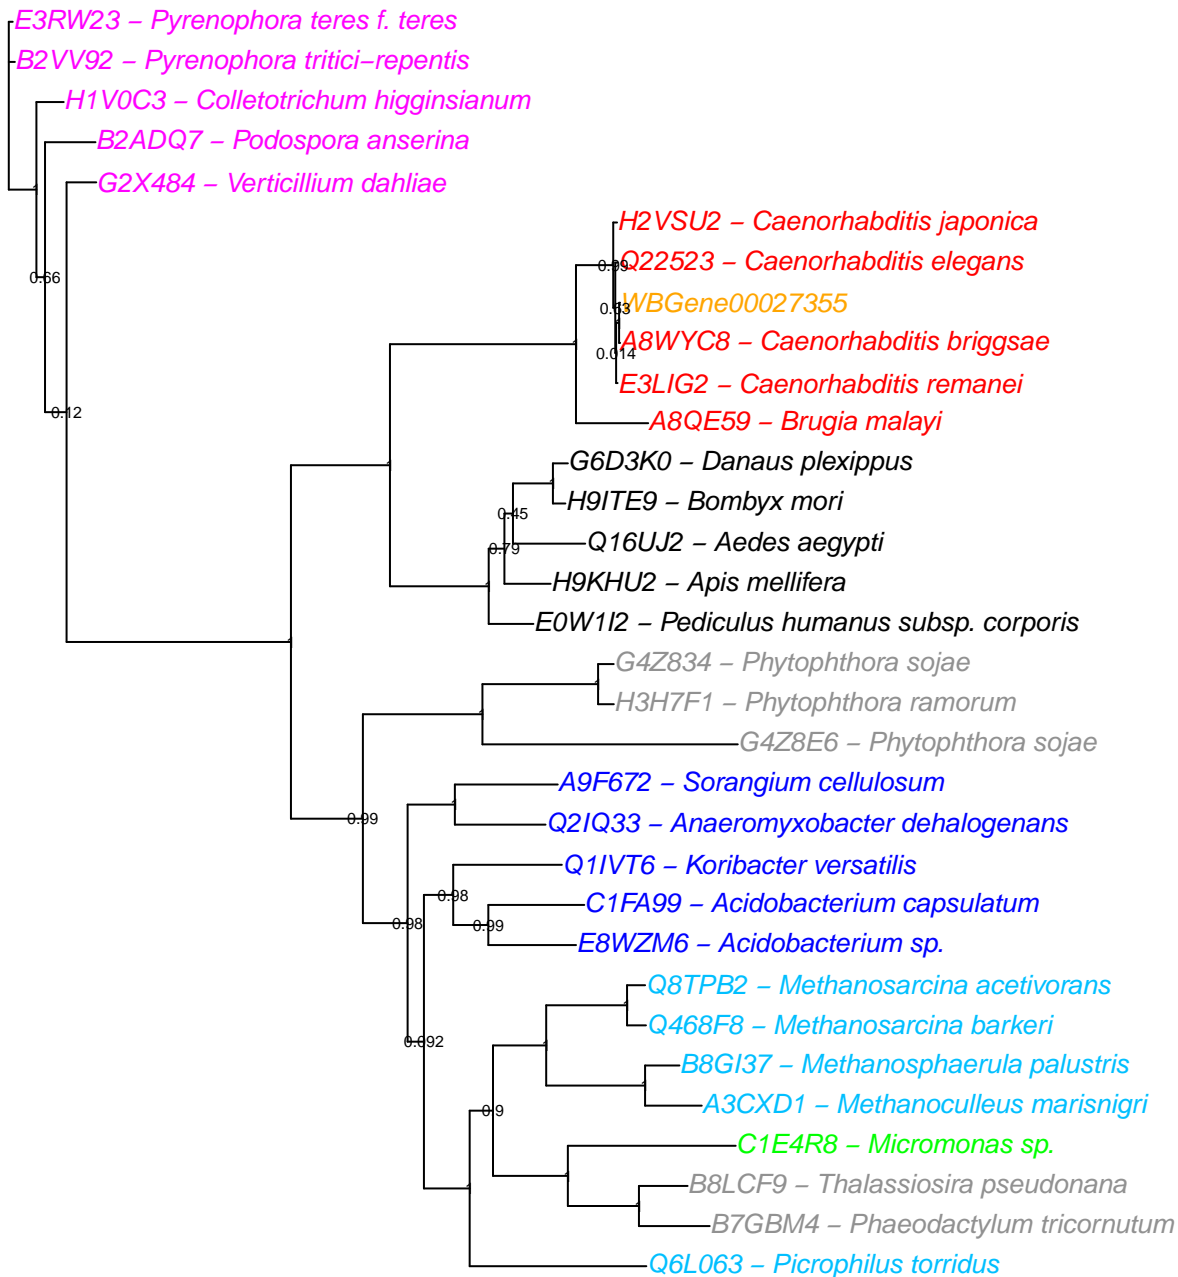 E3RW23 – Pyrenophora teres f. teres
B2VV92 – Pyrenophora tritici–repentis
H1V0C3 – Colletotrichum higginsianum
B2ADQ7 – Podospora anserina
G2X484 – Verticillium dahliae
H2VSU2 – Caenorhabditis japonica
0.99
Q22523 – Caenorhabditis elegans
0.66
WBGene00027355
0.53
A8WYC8 – Caenorhabditis briggsae
0.014
E3LIG2 – Caenorhabditis remanei
0.12
A8QE59 – Brugia malayi
G6D3K0 – Danaus plexippus
H9ITE9 – Bombyx mori
0.45
Q16UJ2 – Aedes aegypti
0.79
H9KHU2 – Apis mellifera
E0W1I2 – Pediculus humanus subsp. corporis
G4Z834 – Phytophthora sojae
H3H7F1 – Phytophthora ramorum
G4Z8E6 – Phytophthora sojae
A9F672 – Sorangium cellulosum
0.99
Q2IQ33 – Anaeromyxobacter dehalogenans
Q1IVT6 – Koribacter versatilis
0.98
C1FA99 – Acidobacterium capsulatum
0.98
0.99
E8WZM6 – Acidobacterium sp.
Q8TPB2 – Methanosarcina acetivorans
Q468F8 – Methanosarcina barkeri
0.092
B8GI37 – Methanosphaerula palustris
A3CXD1 – Methanoculleus marisnigri
0.9
C1E4R8 – Micromonas sp.
B8LCF9 – Thalassiosira pseudonana
B7GBM4 – Phaeodactylum tricornutum
Q6L063 – Picrophilus torridus